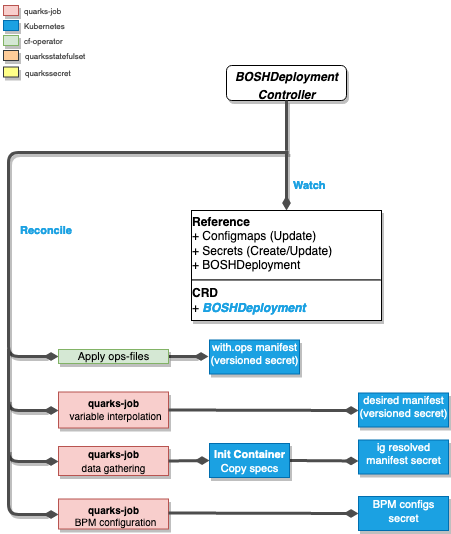 quarks-job
Kubernetes
cf-operator
quarksstatefulset
quarkssecret
BOSHDeployment
Controller
Watch
Reconcile
Reference
+ Configmaps (Update)
+ Secrets (Create/Update)
+ BOSHDeployment
CRD
+ BOSHDeployment
Apply ops-files
with.ops manifest
(versioned secret)
quarks-job
variable interpolation
desired manifest
(versioned secret)
quarks-job
data gathering
Init Container
Copy specs
ig resolved
manifest secret
quarks-job
BPM configuration
BPM configs
secret